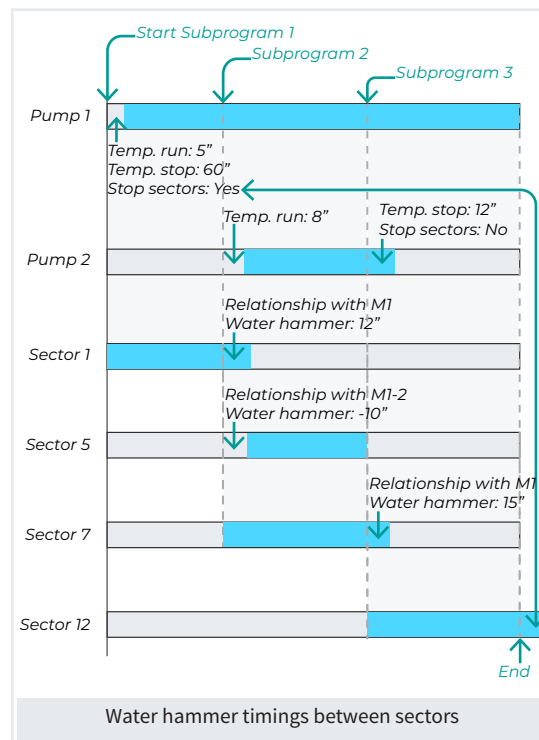 Start Subprogram 1
Subprogram 2
Subprogram 3
Pump 1
Temp. run: 5”
Temp. stop: 60”
Stop sectors: Yes
Temp. run: 8”
Temp. stop: 12”
Stop sectors: No
Pump 2
Relationship with M1
Water hammer: 12”
Sector 1
Relationship with M1-2
Water hammer: -10”
Sector 5
Relationship with M1
Water hammer: 15”
Sector 7
Sector 12
End
Water hammer timings between sectors